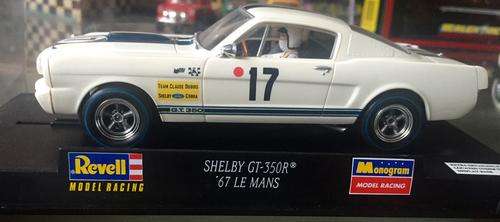 17
TEAM CLAUDE DUBOIS
SHELBY Cobra
G.T. 350
Revell
MODEL RACING
SHELBY GT-350R®
'67 LE MANS
Monogram
MODEL RACING